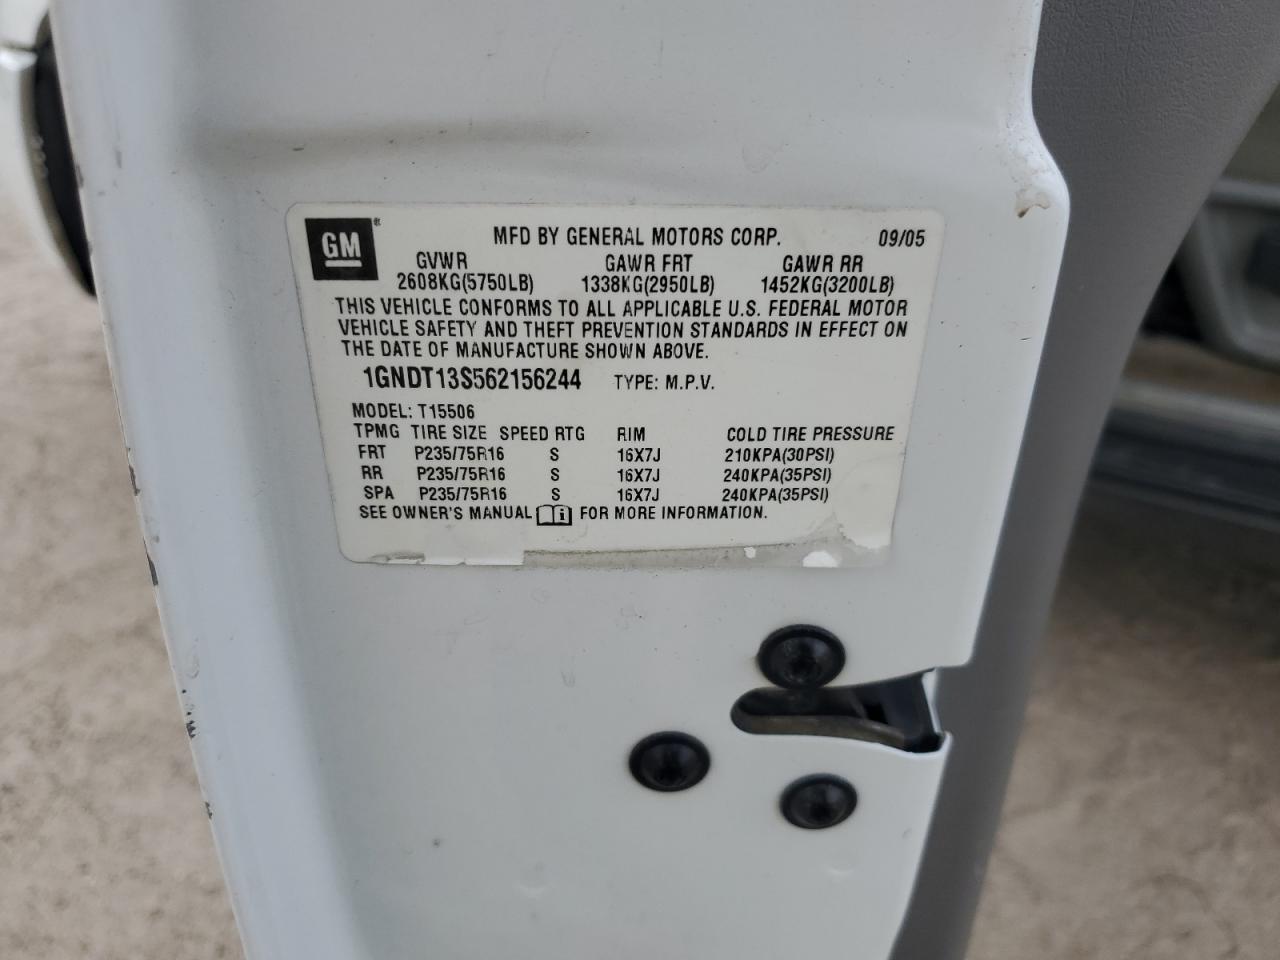 GM ® MFD BY GENERAL MOTORS CORP. 09/05
GVWR GAWR FRT GAWR RR
2608KG(5750LB) 1338KG(2950LB) 1452KG(3200LB)
THIS VEHICLE CONFORMS TO ALL APPLICABLE U.S. FEDERAL MOTOR
VEHICLE SAFETY AND THEFT PREVENTION STANDARDS IN EFFECT ON
THE DATE OF MANUFACTURE SHOWN ABOVE.
1GNDT13S562156244 TYPE: M.P.V.
MODEL: T15506
TPMG TIRE SIZE SPEED RTG RIM COLD TIRE PRESSURE
FRT P235/75R16 S 16X7J 210KPA(30PSI)
RR P235/75R16 S 16X7J 240KPA(35PSI)
SPA P235/75R16 S 16X7J 240KPA(35PSI)
SEE OWNER'S MANUAL i FOR MORE INFORMATION.